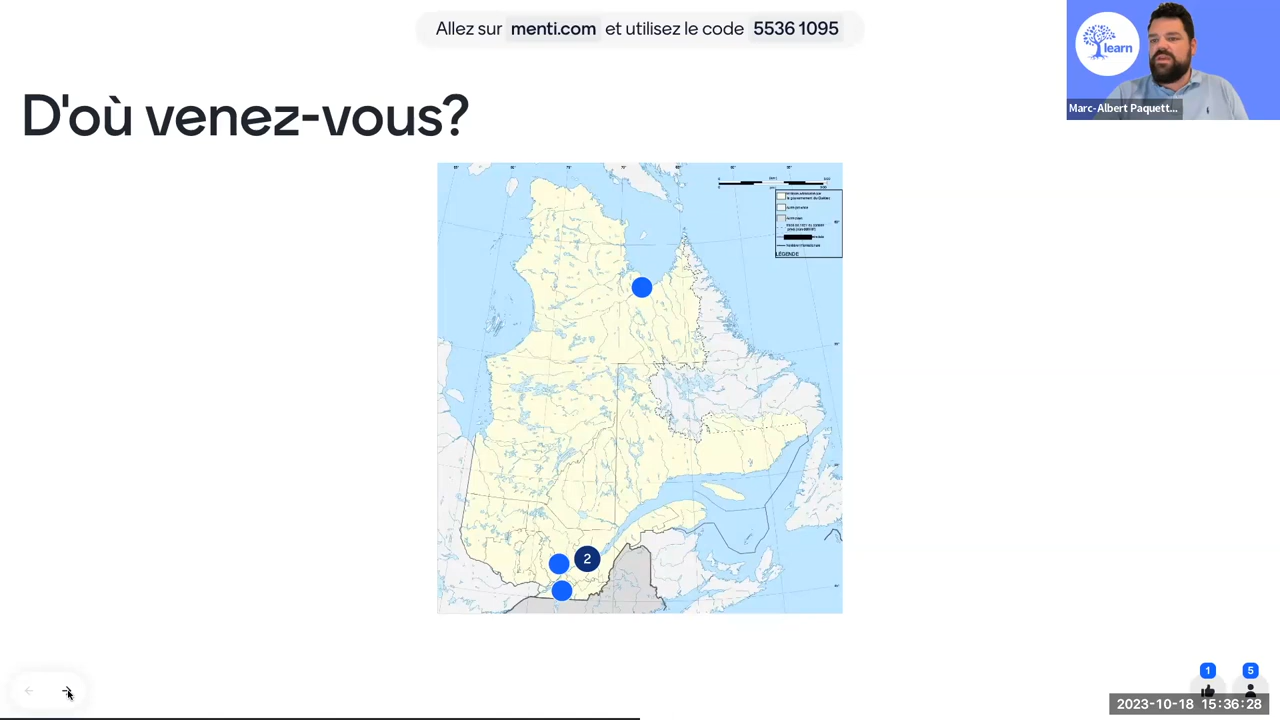 Allez sur menti.com et utilisez le code 5536 1095
learn
Marc-Albert Paquett...
D'où venez-vous?
LÉGENDE
2
1
5
2023-10-18 15:36:28